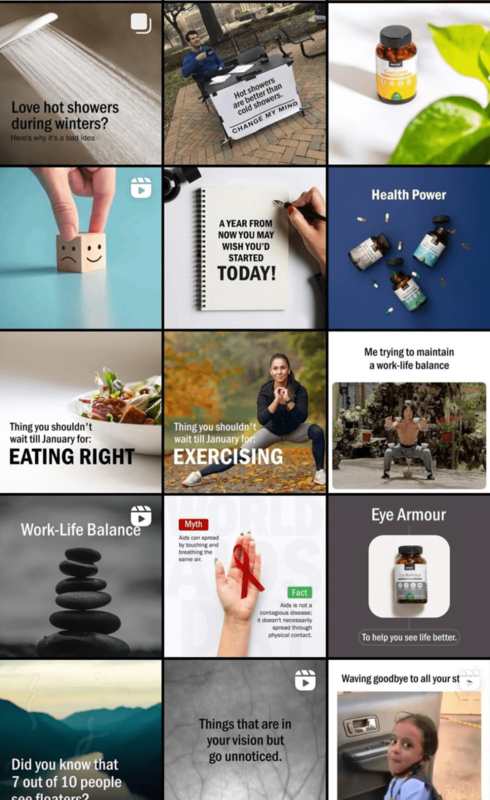 Love hot showers
during winters?
Here's why it's a bad idea.
Hot showers
are better than
cold showers.
CHANGE MY MIND
A YEAR FROM
NOW YOU MAY
WISH YOU'D
STARTED
TODAY!
Health Power
Thing you shouldn't
wait till January for:
EATING RIGHT
Thing you shouldn't
wait till January for:
EXERCISING
Me trying to maintain
a work-life balance
Work-Life Balance
Myth
Aids can spread
by touching and
breathing the
same air.
Fact
Aids is not a
contagious disease;
it doesn't necessarily
spread through
physical contact.
Eye Armour
To help you see life better.
Did you know that
7 out of 10 people
see floaters?
Things that are in
your vision but
go unnoticed.
Waving goodbye to all your st